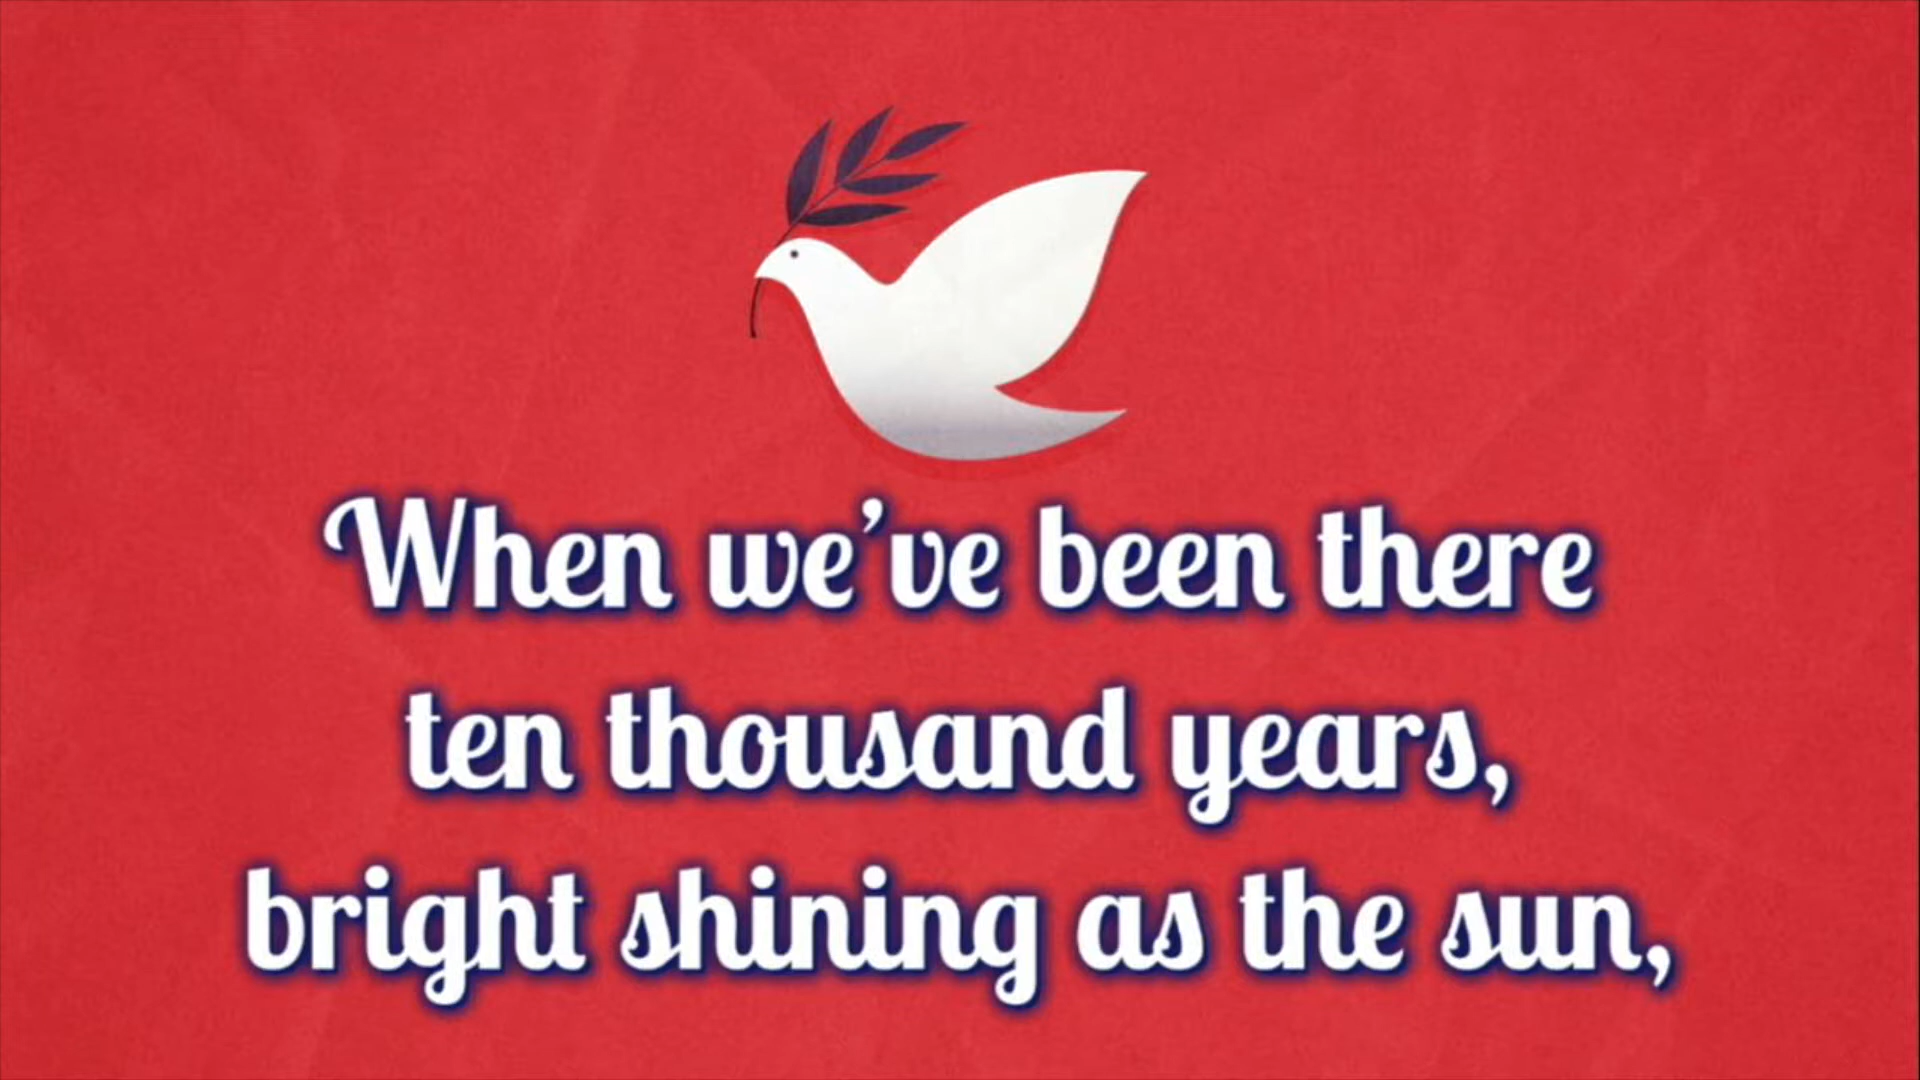 When we've been there
ten thousand years,
bright shining as the sun,